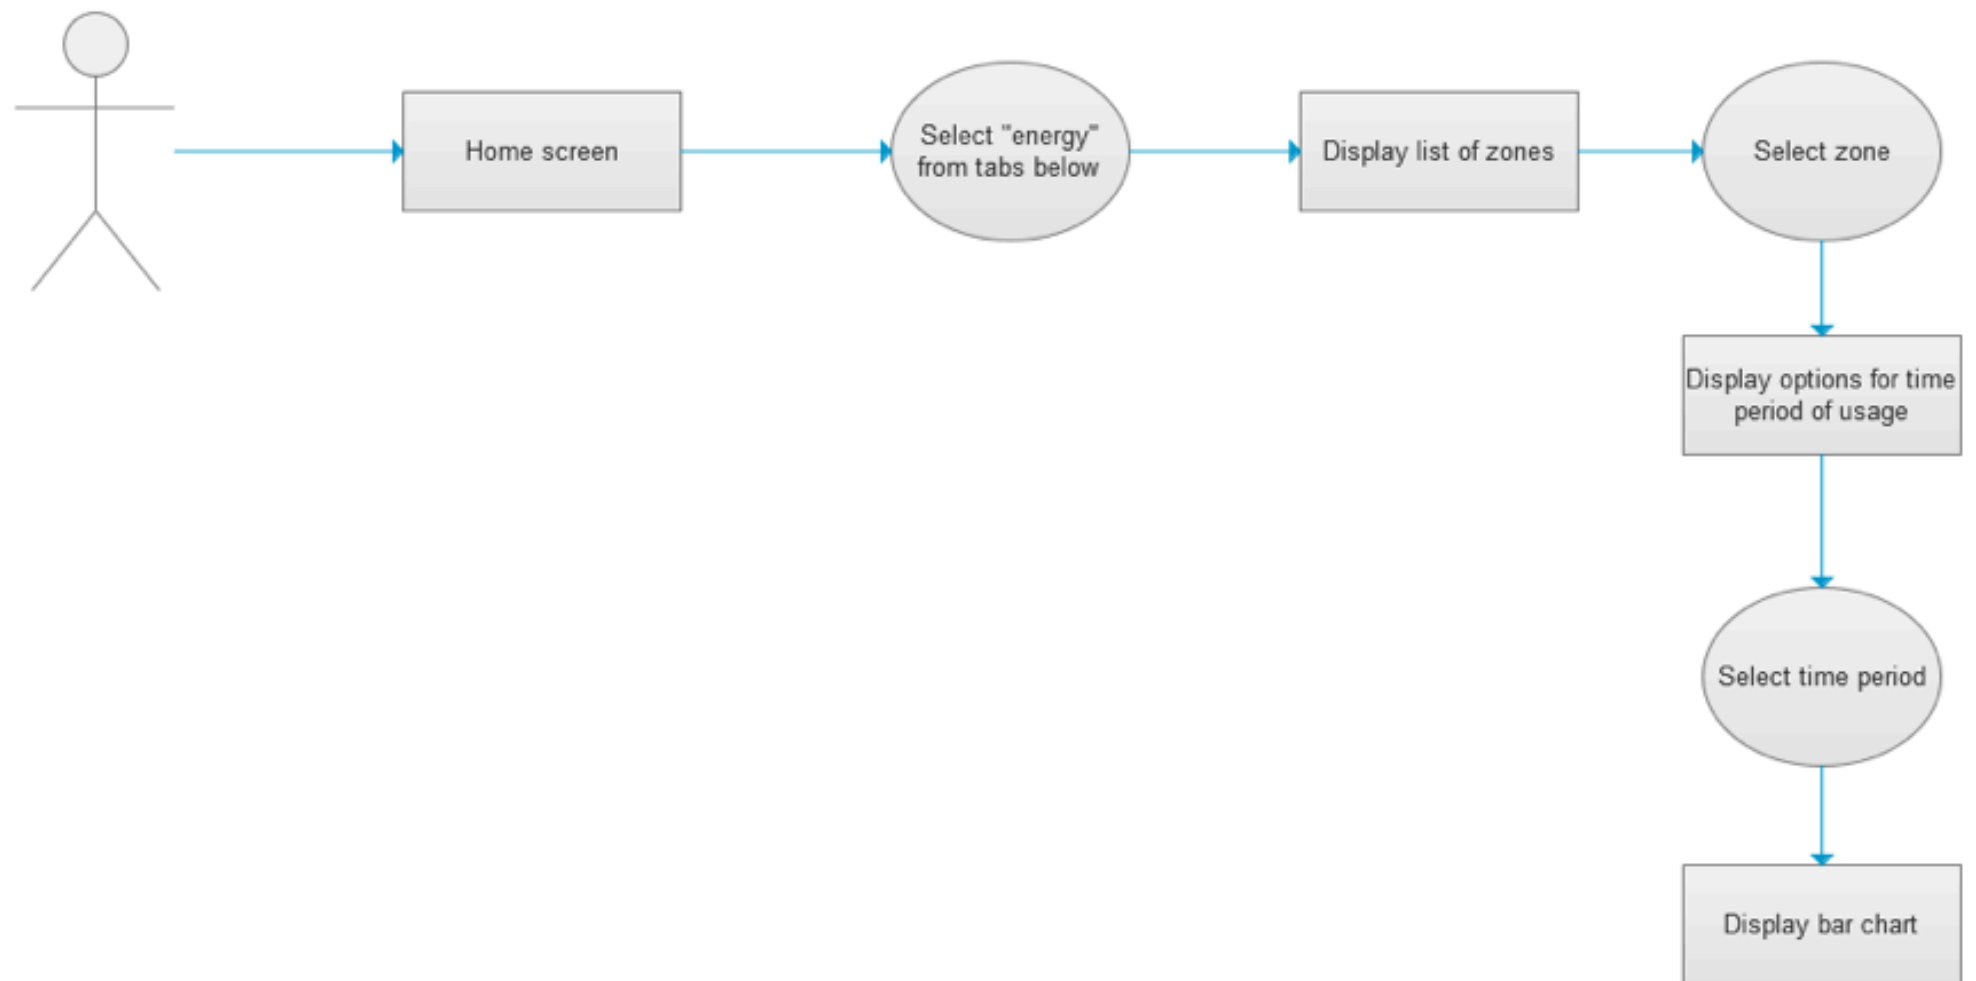 Home screen
Select "energy"
from tabs below
Display list of zones
Select zone
Display options for time
period of usage
Select time period
Display bar chart